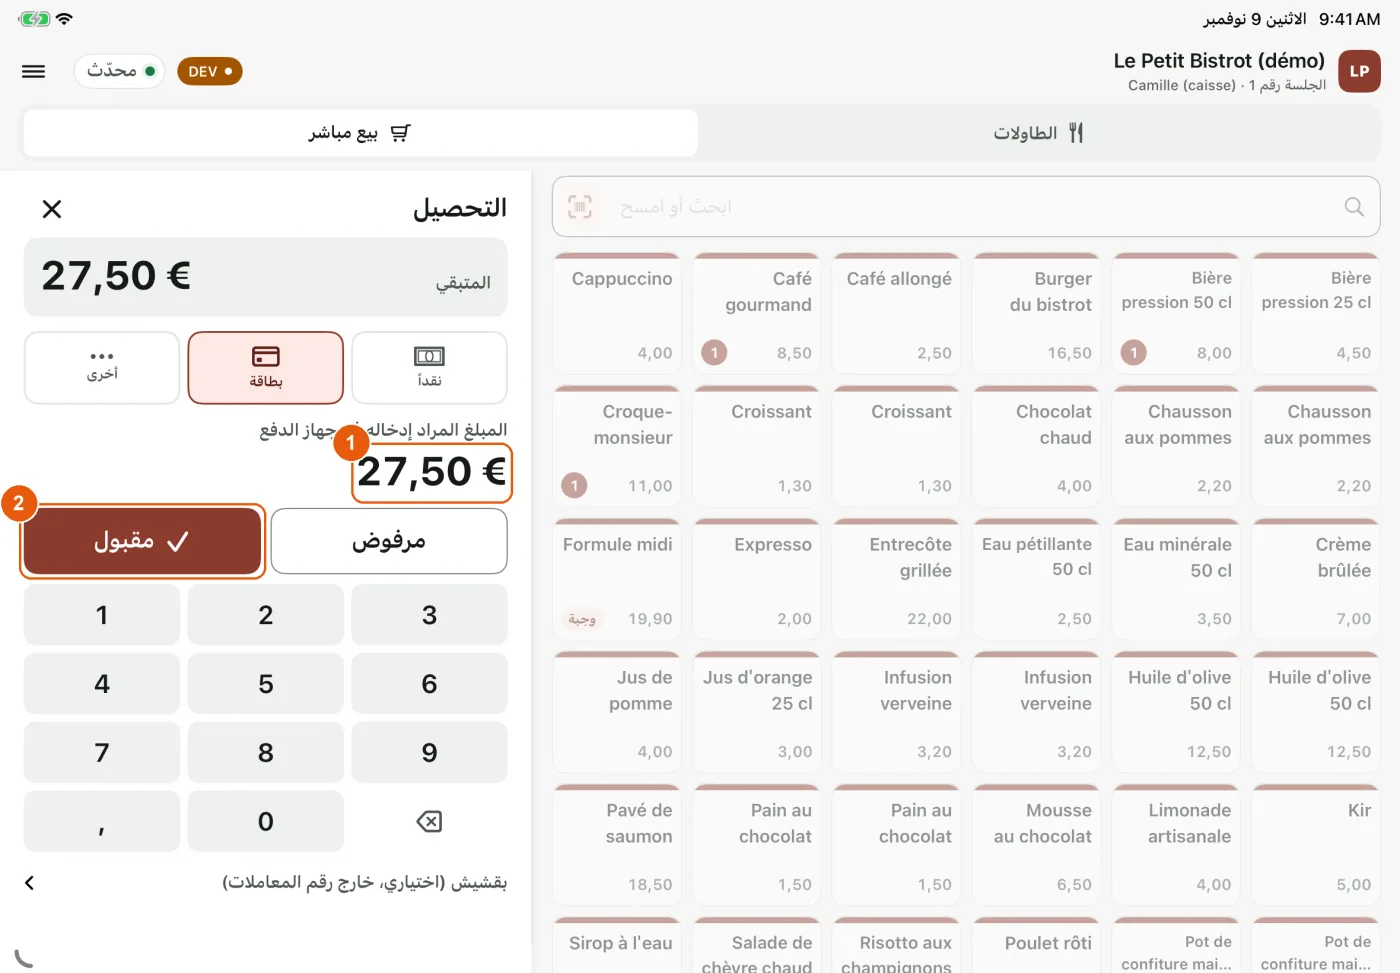 9:41 AM الاثنين 9 نوفمبر
LP
Le Petit Bistrot (démo)
الجلسة رقم 1 · Camille (caisse)
DEV
محدّث
الطاولات
بيع مباشر
ابحث أو امسح
Bière pression 25 cl
4,50
Bière pression 50 cl
8,00
1
Burger du bistrot
16,50
Café allongé
2,50
Café gourmand
8,50
1
Cappuccino
4,00
Chausson aux pommes
2,20
Chausson aux pommes
2,20
Chocolat chaud
4,00
Croissant
1,30
Croissant
1,30
Croque-monsieur
11,00
1
Crème brûlée
7,00
Eau minérale 50 cl
3,50
Eau pétillante 50 cl
2,50
Entrecôte grillée
22,00
Expresso
2,00
Formule midi
19,90
وجبة
Huile d'olive 50 cl
12,50
Huile d'olive 50 cl
12,50
Infusion verveine
3,20
Infusion verveine
3,20
Jus d'orange 25 cl
3,00
Jus de pomme
4,00
Kir
5,00
Limonade artisanale
4,00
Mousse au chocolat
6,50
Pain au chocolat
1,50
Pain au chocolat
1,50
Pavé de saumon
18,50
Pot de confiture mai...
Pot de confiture mai...
Poulet rôti
Risotto aux champignons
Salade de chèvre chaud
Sirop à l'eau
التحصيل
المتبقي
27,50 €
نقداً
بطاقة
أخرى
المبلغ المراد إدخاله جهاز الدفع
1
27,50 €
2
مرفوض
مقبول
1 2 3
4 5 6
7 8 9
, 0
بقشيش (اختياري، خارج رقم المعاملات)